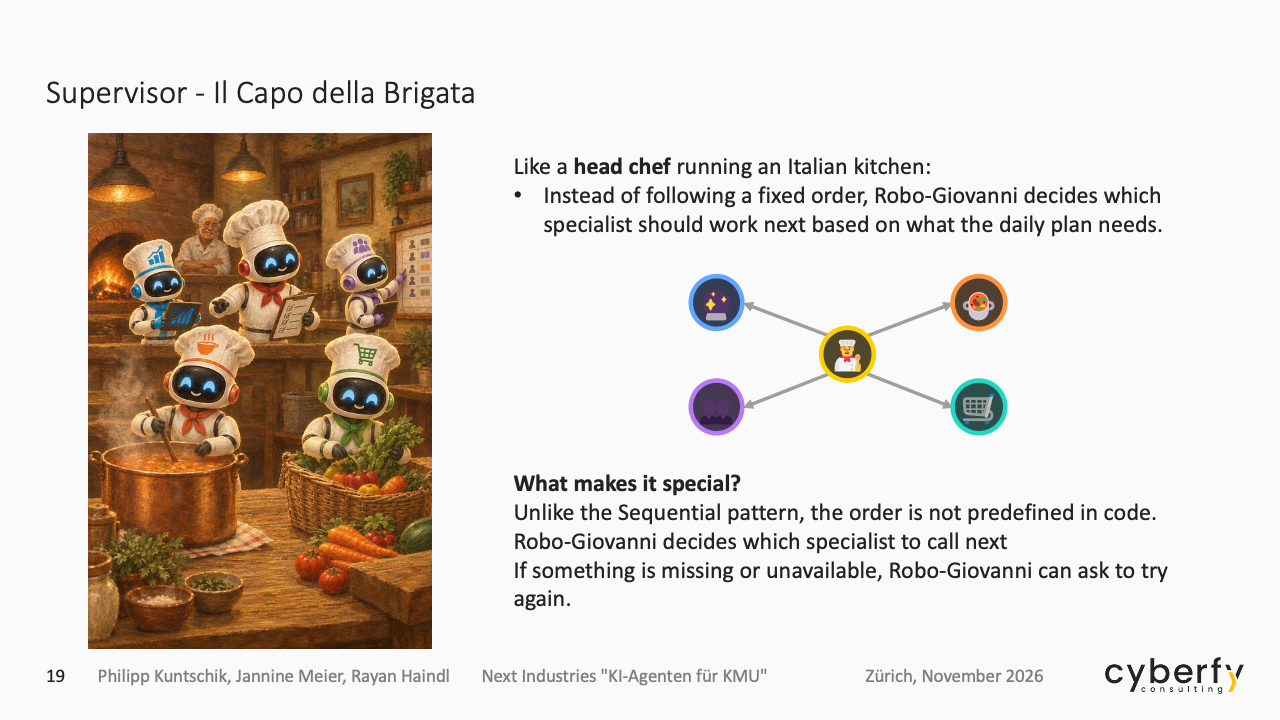 Supervisor - Il Capo della Brigata
Like a head chef running an Italian kitchen:
• Instead of following a fixed order, Robo-Giovanni decides which
specialist should work next based on what the daily plan needs.
What makes it special?
Unlike the Sequential pattern, the order is not predefined in code.
Robo-Giovanni decides which specialist to call next
If something is missing or unavailable, Robo-Giovanni can ask to try
again.
19 Philipp Kuntschik, Jannine Meier, Rayan Haindl Next Industries "KI-Agenten für KMU" Zürich, November 2026
cyberfy
consulting